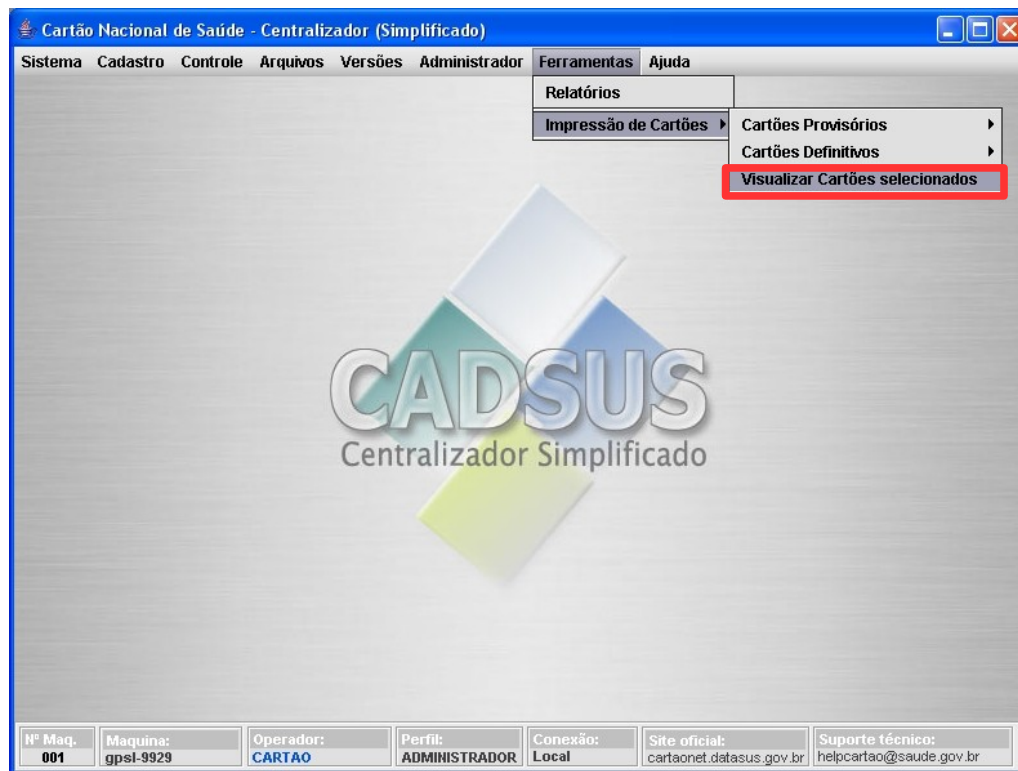 Cartão Nacional de Saúde - Centralizador (Simplificado)
Sistema Cadastro Controle Arquivos Versões Administrador Ferramentas Ajuda
Relatórios
Impressão de Cartões
Cartões Provisórios
Cartões Definitivos
Visualizar Cartões selecionados
CADSUS
Centralizador Simplificado
Nº Maq. Maquina: Operador: Perfil: Conexão: Site oficial: Suporte técnico:
001 gpsl-9929 CARTAO ADMINISTRADOR Local cartaonet.datasus.gov.br helpcartao@saude.gov.br